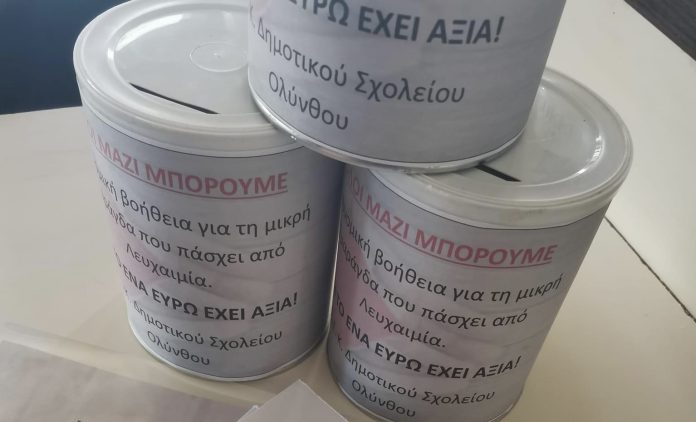 ΕΥΡΩ ΕΧΕΙ ΑΞΙΑ!
κ. Δημοτικού Σχολείου
Ολύνθου
ΜΑΖΙ ΜΠΟΡΟΥΜΕ
βοήθεια για τη μικρή
που πάσχει από
Λευχαιμία.
ΕΝΑ ΕΥΡΩ ΕΧΕΙ ΑΞΙΑ!
Δημοτικού Σχολείου
Ολύνθου
ΜΑΖΙ ΜΠΟΡΟΥΜΕ
βοήθεια για τη μικρή
που πάσχει από
Λευχαιμία.
ΤΟ ΕΝΑ ΕΥΡΩ ΕΧΕΙ ΑΞΙΑ!
κ. Δημοτικού Σχολείου
Ολύνθου